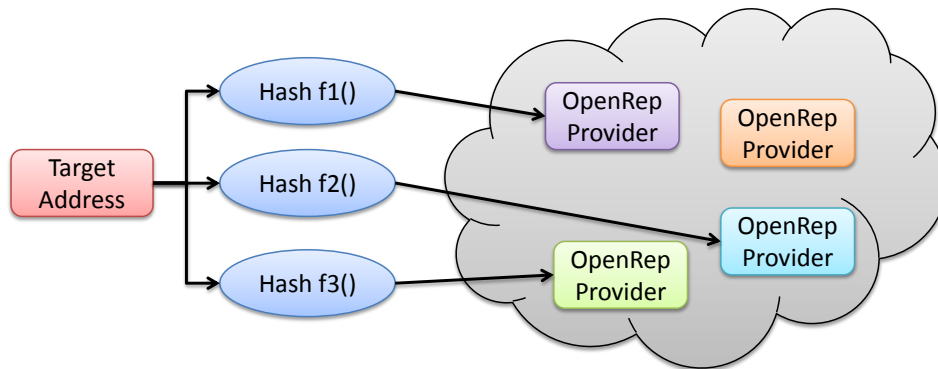 Target
Address
Hash f1()
Hash f2()
Hash f3()
OpenRep
Provider
OpenRep
Provider
OpenRep
Provider
OpenRep
Provider